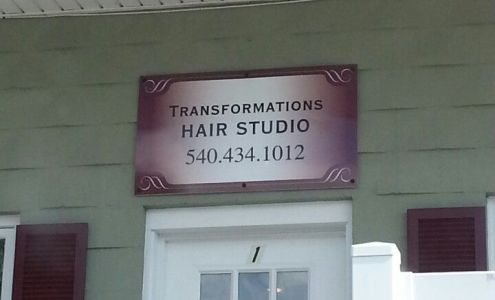 Transformations
HAIR STUDIO
540.434.1012
1